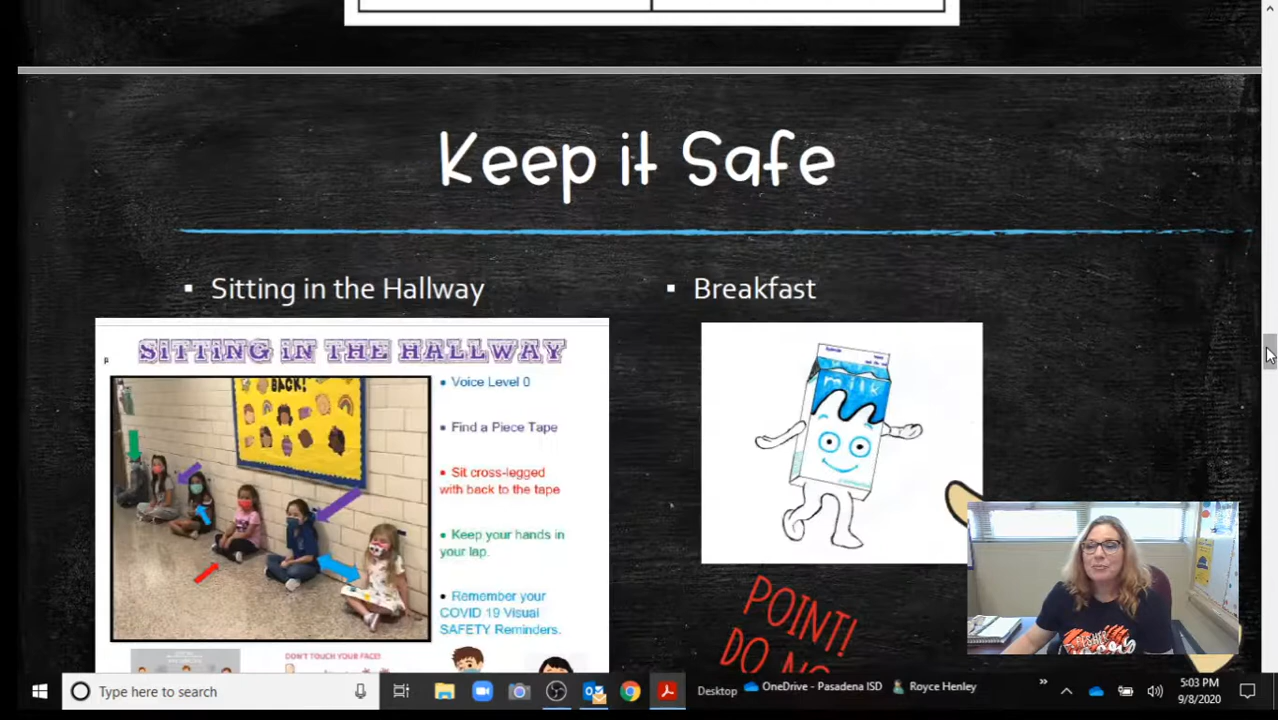 Keep it Safe
▪ Sitting in the Hallway
SITTING IN THE HALLWAY
BACK!
• Voice Level 0
• Find a Piece Tape
• Sit cross-legged
with back to the tape
• Keep your hands in
your lap.
• Remember your
COVID 19 Visual
SAFETY Reminders.
DON'T TOUCH YOUR FACE!
▪ Breakfast
milk
POINT!
Type here to search
Desktop
OneDrive - Pasadena ISD
Royce Henley
5:03 PM
9/8/2020